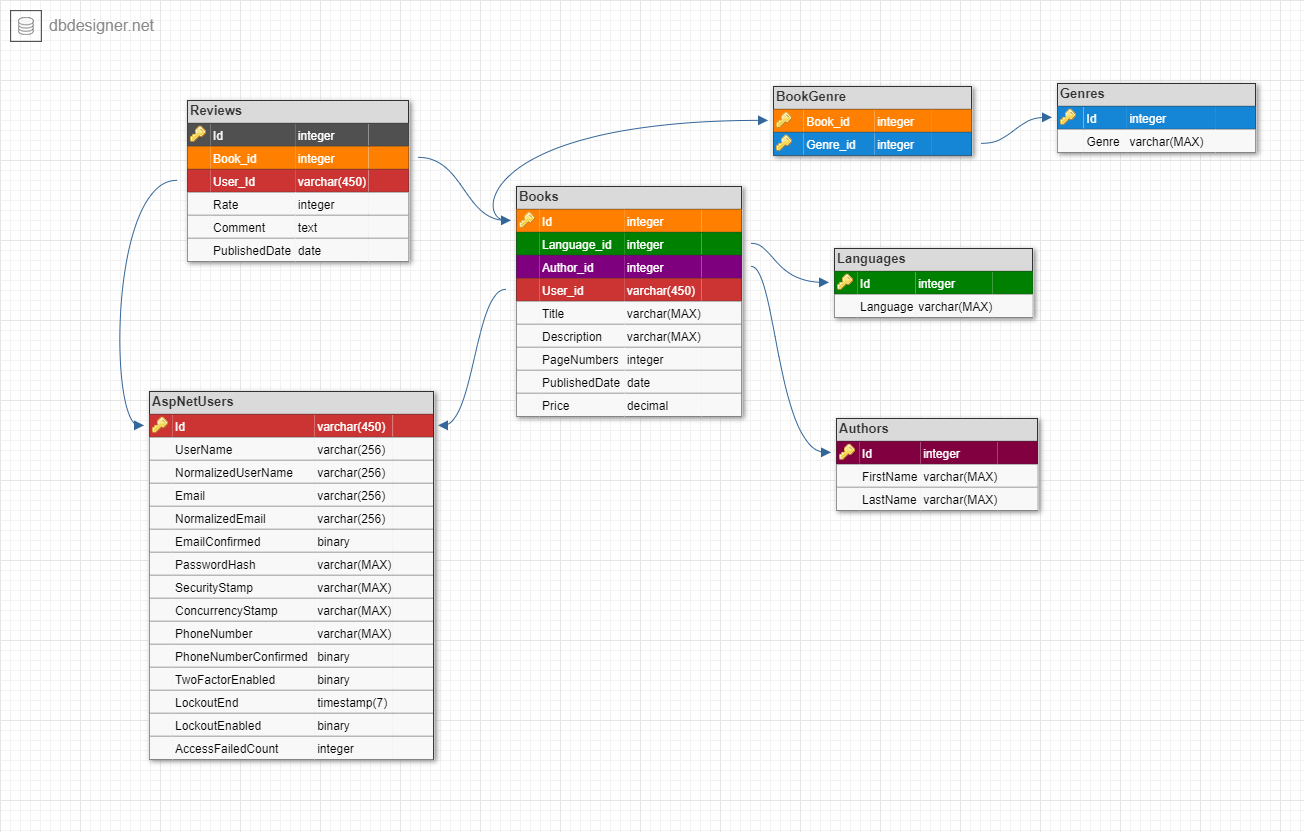 dbdesigner.net
Reviews
Id integer
Book_id integer
User_Id varchar(450)
Rate integer
Comment text
PublishedDate date
BookGenre
Book_id integer
Genre_id integer
Genres
Id integer
Genre varchar(MAX)
Books
Id integer
Language_id integer
Author_id integer
User_id varchar(450)
Title varchar(MAX)
Description varchar(MAX)
PageNumbers integer
PublishedDate date
Price decimal
Languages
Id integer
Language varchar(MAX)
AspNetUsers
Id varchar(450)
UserName varchar(256)
NormalizedUserName varchar(256)
Email varchar(256)
NormalizedEmail varchar(256)
EmailConfirmed binary
PasswordHash varchar(MAX)
SecurityStamp varchar(MAX)
ConcurrencyStamp varchar(MAX)
PhoneNumber varchar(MAX)
PhoneNumberConfirmed binary
TwoFactorEnabled binary
LockoutEnd timestamp(7)
LockoutEnabled binary
AccessFailedCount integer
Authors
Id integer
FirstName varchar(MAX)
LastName varchar(MAX)